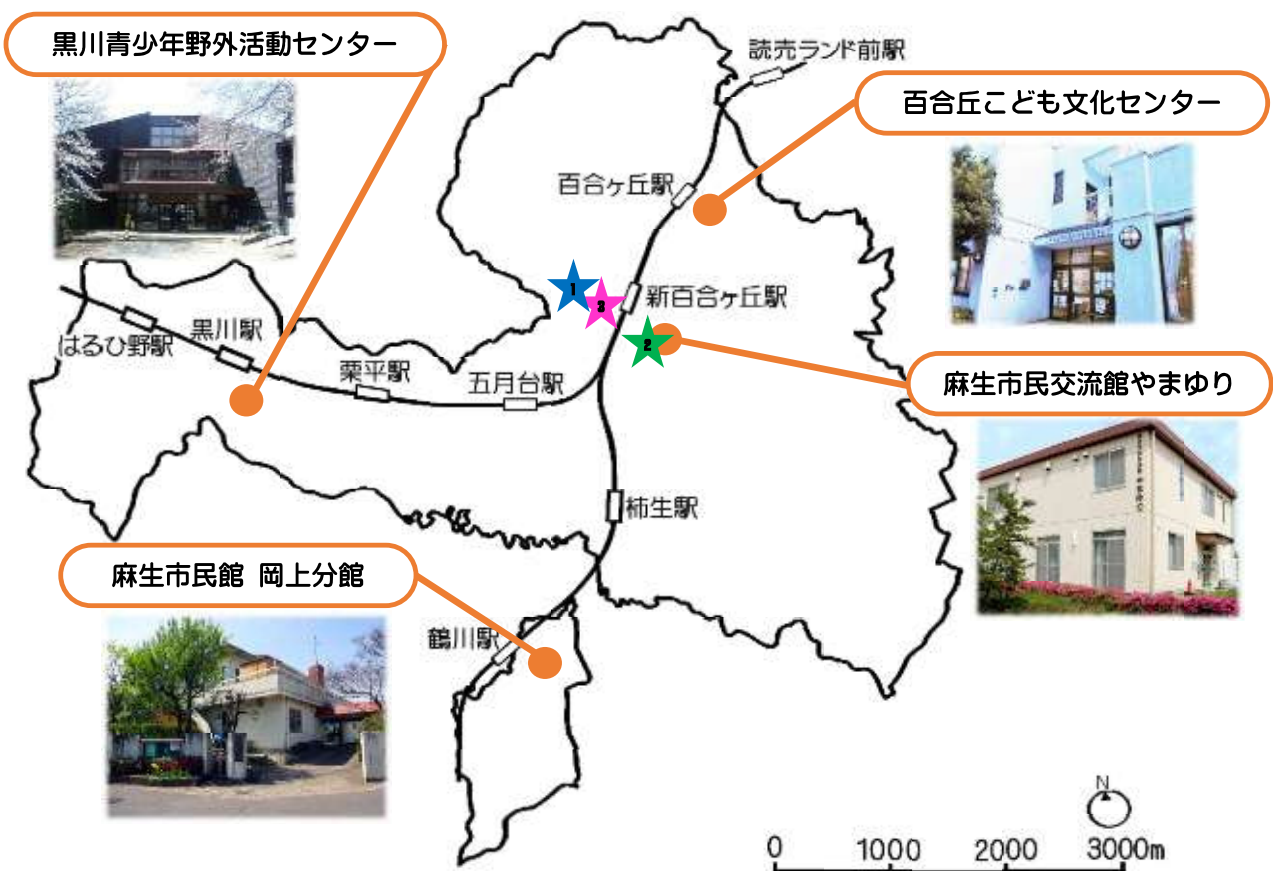 黒川青少年野外活動センター
読売ランド前駅
百合丘こども文化センター
百合ヶ丘駅
1
3
新百合ヶ丘駅
2
はるひ野駅
黒川駅
栗平駅
五月台駅
麻生市民交流館やまゆり
柿生駅
麻生市民館 岡上分館
鶴川駅
N
0 1000 2000 3000m